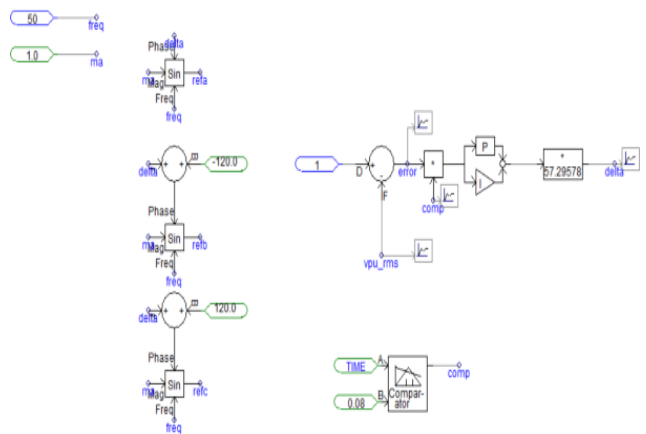 50
freq
1.0
ma
Phase
delta
ma
Mag
Sin
refa
Freq
freq
delta
B
-120.0
Phase
ma
Mag
Sin
refb
Freq
freq
delta
B
120.0
Phase
ma
Mag
Sin
refc
Freq
freq
1
D
+
-
F
error
*
comp
P
I
*
57.29578
delta
vpu_rms
TIME
A
Compar-
ator
comp
0.08
B